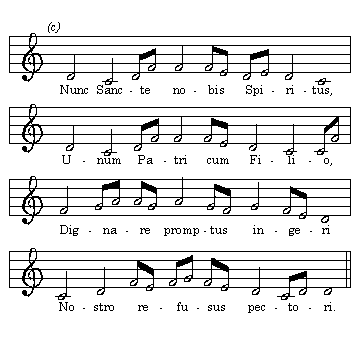 (c)
Nunc Sanc - te no - bis Spi - ri - tus,
U - num Pa - tri cum Fi - li - o,
Dig - na - re promp - tus in - ge - ri
No - stro re - fu - sus pec - to - ri.